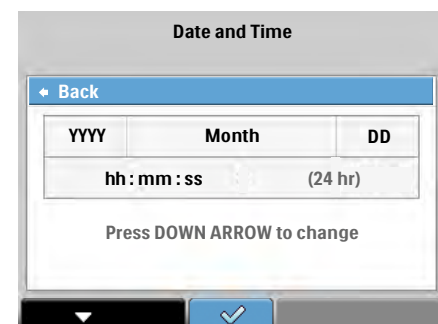 Date and Time
Back
YYYY Month DD
hh : mm : ss (24 hr)
Press DOWN ARROW to change